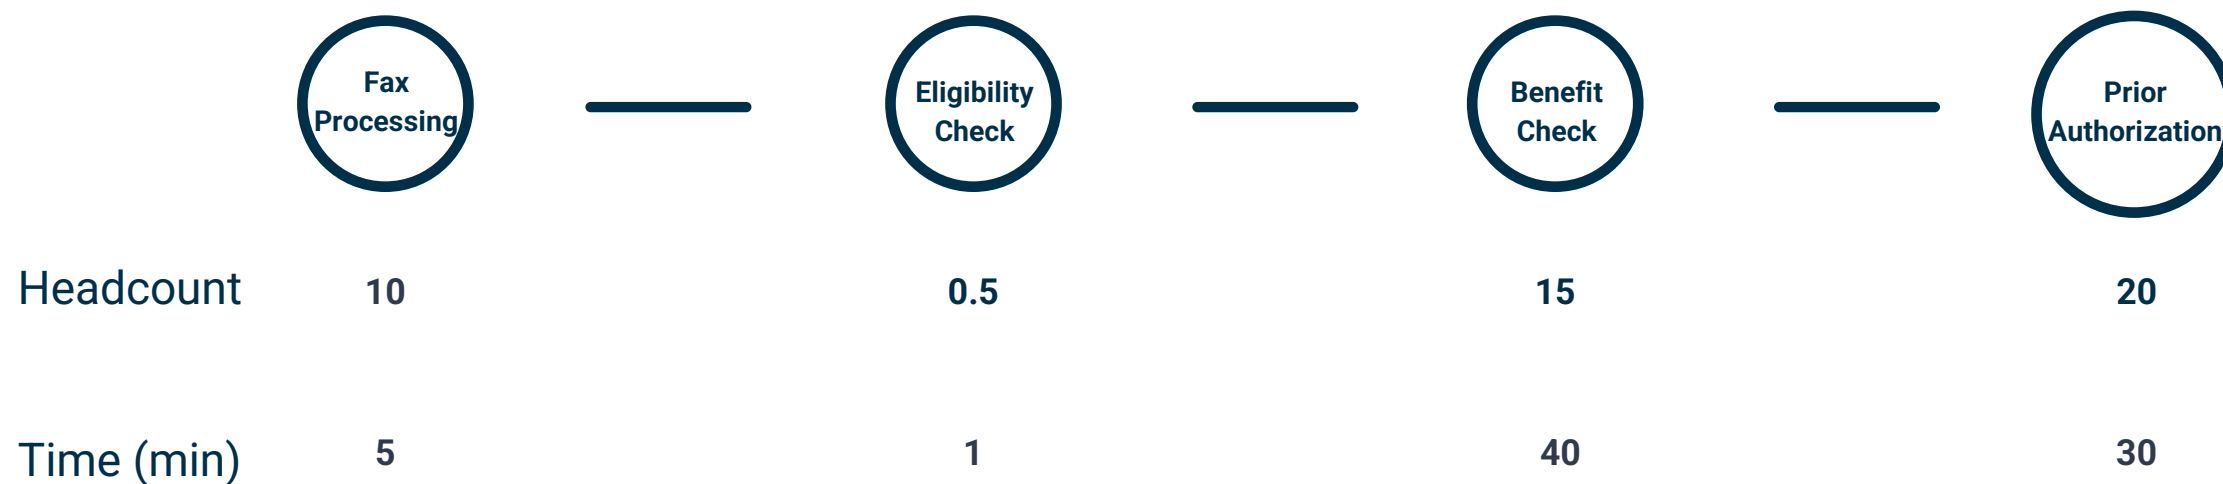 Fax
Processing
Eligibility
Check
Benefit
Check
Prior
Authorization
Headcount 10 0.5 15 20
Time (min) 5 1 40 30